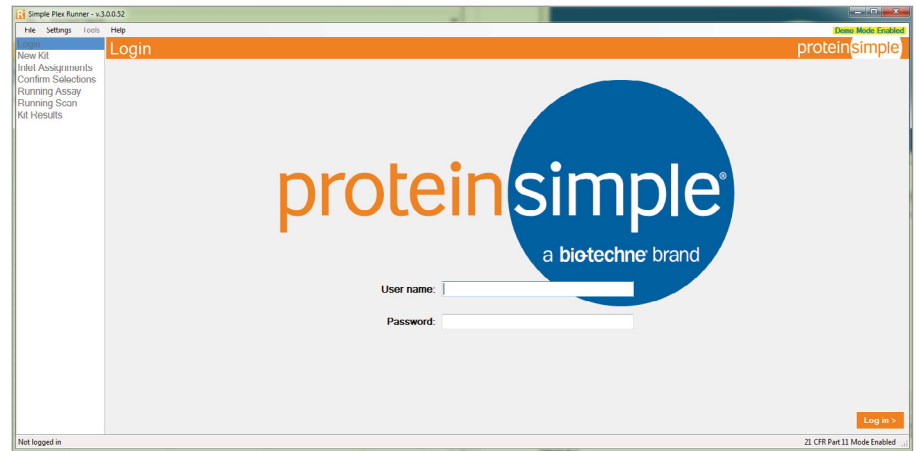 Simple Plex Runner - v.3.0.0.52
File Settings Tools Help
Demo Mode Enabled
Login
New Kit
Inlet Assignments
Confirm Selections
Running Assay
Running Scan
Kit Results
Login
proteinsimple
proteinsimple®
a bio-techne® brand
User name:
Password:
Log in >
Not logged in
21 CFR Part 11 Mode Enabled